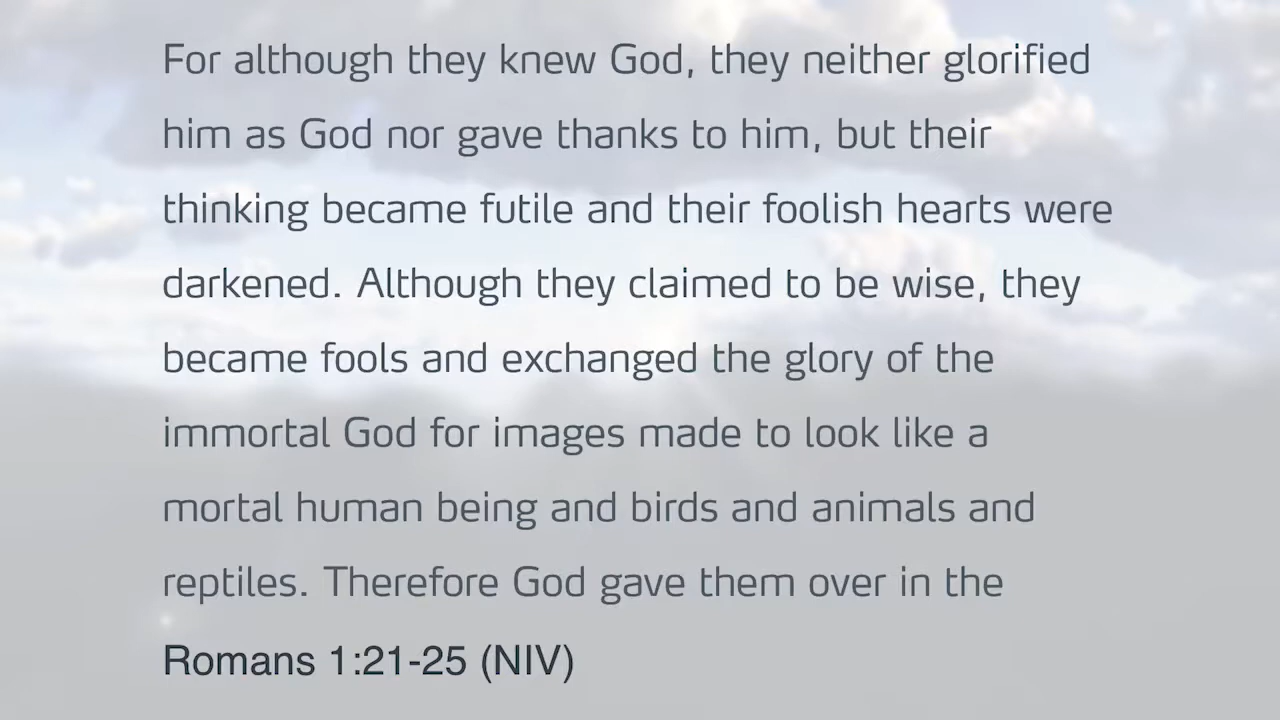 For although they knew God, they neither glorified
him as God nor gave thanks to him, but their
thinking became futile and their foolish hearts were
darkened. Although they claimed to be wise, they
became fools and exchanged the glory of the
immortal God for images made to look like a
mortal human being and birds and animals and
reptiles. Therefore God gave them over in the
Romans 1:21-25 (NIV)